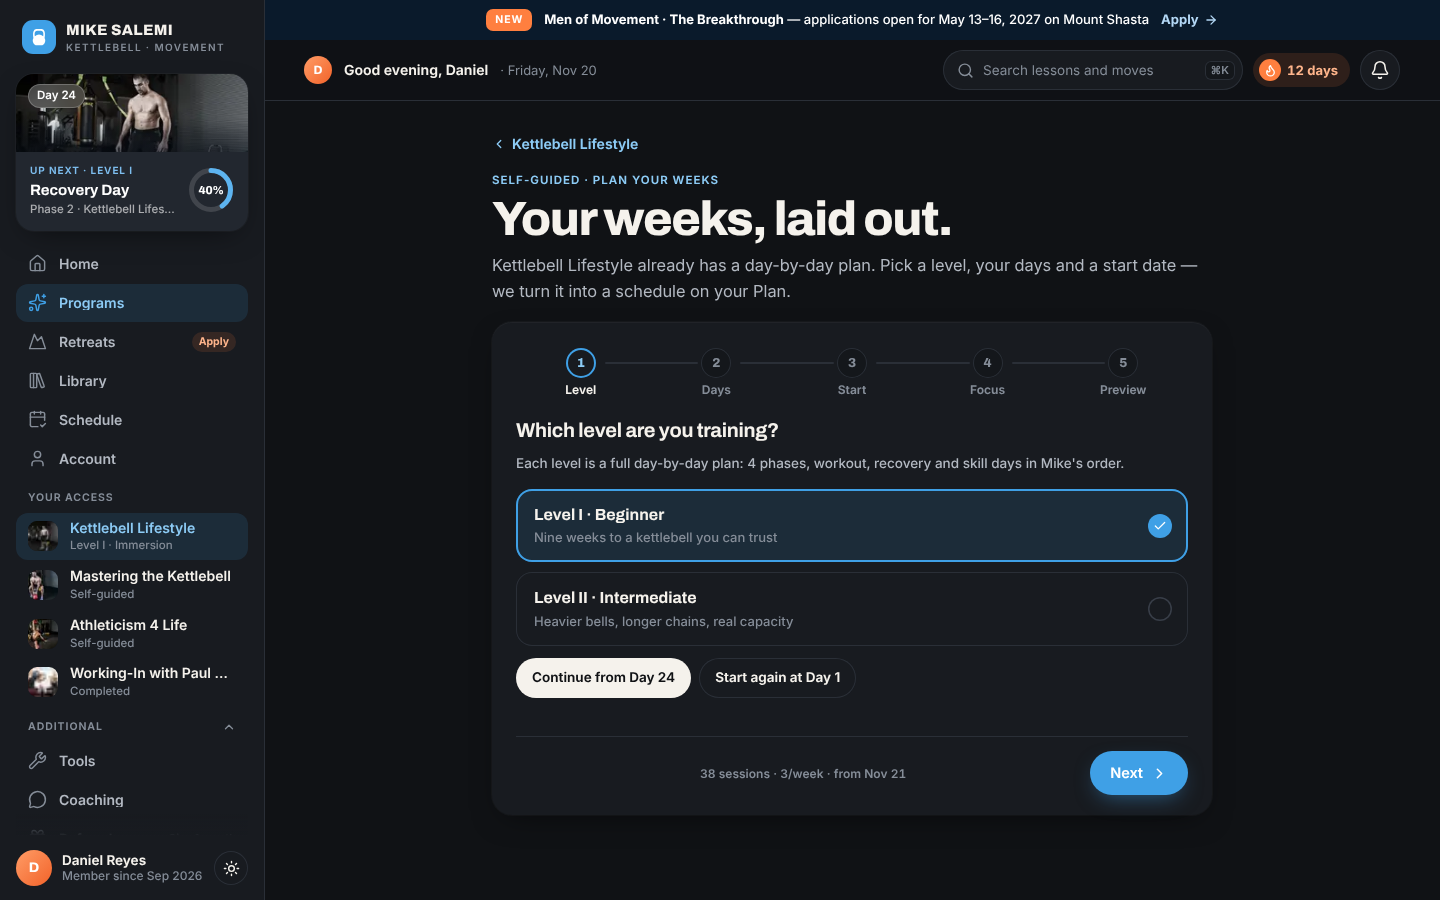 MIKE SALEMI
KETTLEBELL · MOVEMENT
Day 24
UP NEXT · LEVEL I
Recovery Day
Phase 2 · Kettlebell Lifes...
40%
Home
Programs
Retreats
Apply
Library
Schedule
Account
YOUR ACCESS
Kettlebell Lifestyle
Level I · Immersion
Mastering the Kettlebell
Self-guided
Athleticism 4 Life
Self-guided
Working-In with Paul ...
Completed
ADDITIONAL
Tools
Coaching
Daniel Reyes
Member since Sep 2026
D
NEW Men of Movement · The Breakthrough — applications open for May 13–16, 2027 on Mount Shasta Apply →
D Good evening, Daniel · Friday, Nov 20
Search lessons and moves ⌘K
12 days
Kettlebell Lifestyle
SELF-GUIDED · PLAN YOUR WEEKS
Your weeks, laid out.
Kettlebell Lifestyle already has a day-by-day plan. Pick a level, your days and a start date —
we turn it into a schedule on your Plan.
1 2 3 4 5
Level Days Start Focus Preview
Which level are you training?
Each level is a full day-by-day plan: 4 phases, workout, recovery and skill days in Mike's order.
Level I · Beginner
Nine weeks to a kettlebell you can trust
Level II · Intermediate
Heavier bells, longer chains, real capacity
Continue from Day 24 Start again at Day 1
38 sessions · 3/week · from Nov 21
Next